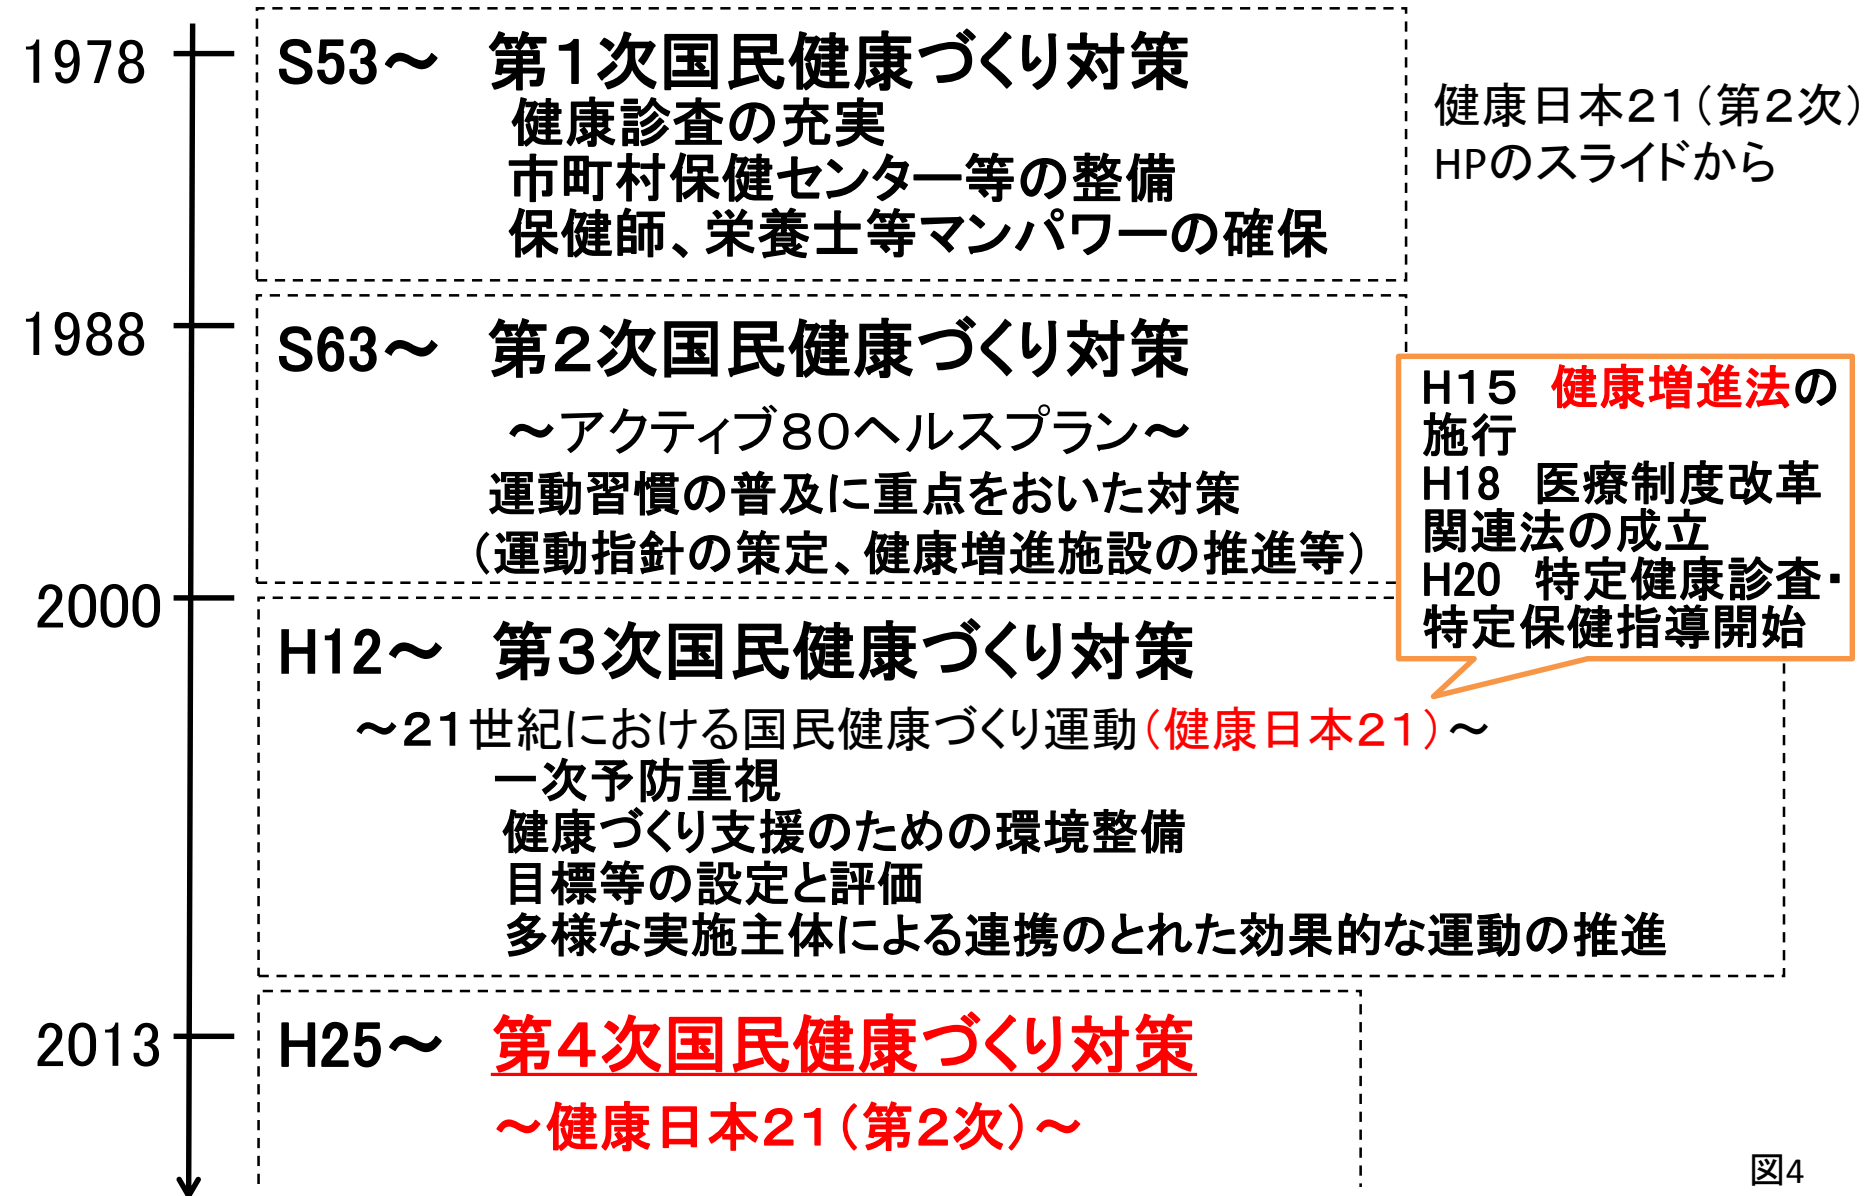 1978
S53～ 第１次国民健康づくり対策
健康診査の充実
市町村保健センター等の整備
保健師、栄養士等マンパワーの確保
健康日本２１（第２次）
HPのスライドから
1988
S63～ 第２次国民健康づくり対策
～アクティブ８０ヘルスプラン～
運動習慣の普及に重点をおいた対策
（運動指針の策定、健康増進施設の推進等）
H１５ 健康増進法の
施行
H18 医療制度改革
関連法の成立
H20 特定健康診査・
特定保健指導開始
2000
H12～ 第３次国民健康づくり対策
～２１世紀における国民健康づくり運動（健康日本２１）～
一次予防重視
健康づくり支援のための環境整備
目標等の設定と評価
多様な実施主体による連携のとれた効果的な運動の推進
2013
H25～ 第４次国民健康づくり対策
～健康日本２１（第２次）～
図4